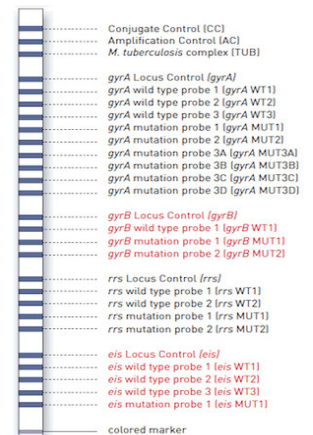 Conjugate Control (CC)
Amplification Control (AC)
M. tuberculosis complex (TUB)
gyrA Locus Control (gyrA)
gyrA wild type probe 1 (gyrA WT1)
gyrA wild type probe 2 (gyrA WT2)
gyrA wild type probe 3 (gyrA WT3)
gyrA mutation probe 1 (gyrA MUT1)
gyrA mutation probe 2 (gyrA MUT2)
gyrA mutation probe 3A (gyrA MUT3A)
gyrA mutation probe 3B (gyrA MUT3B)
gyrA mutation probe 3C (gyrA MUT3C)
gyrA mutation probe 3D (gyrA MUT3D)
gyrB Locus Control (gyrB)
gyrB wild type probe 1 (gyrB WT1)
gyrB mutation probe 1 (gyrB MUT1)
gyrB mutation probe 2 (gyrB MUT2)
rrs Locus Control (rrs)
rrs wild type probe 1 (rrs WT1)
rrs wild type probe 2 (rrs WT2)
rrs mutation probe 1 (rrs MUT1)
rrs mutation probe 2 (rrs MUT2)
eis Locus Control (eis)
eis wild type probe 1 (eis WT1)
eis wild type probe 2 (eis WT2)
eis wild type probe 3 (eis WT3)
eis mutation probe 1 (eis MUT1)
colored marker